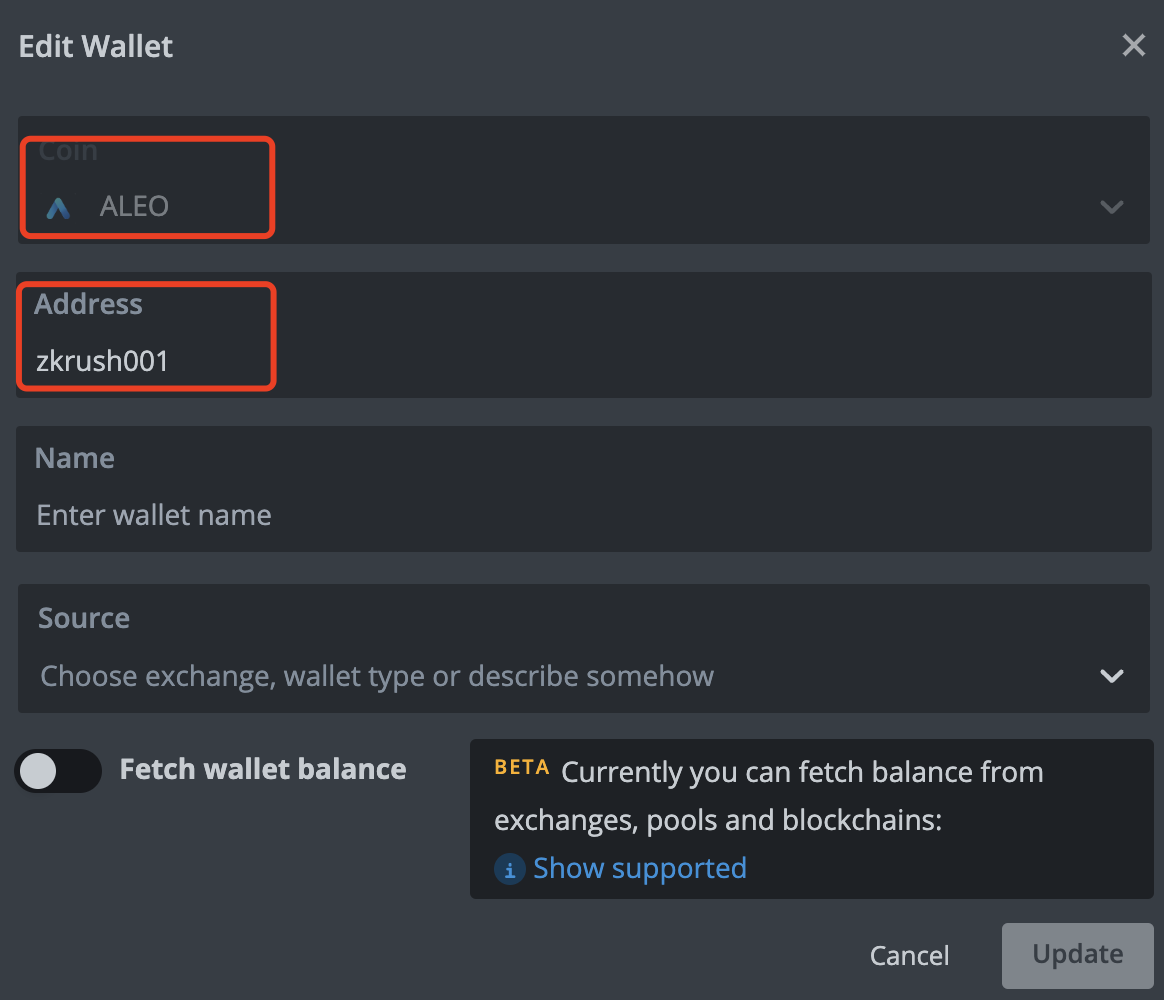 Edit Wallet
Coin
ALEO
Address
zkrush001
Name
Enter wallet name
Source
Choose exchange, wallet type or describe somehow
Fetch wallet balance
BETA Currently you can fetch balance from
exchanges, pools and blockchains:
Show supported
Cancel
Update